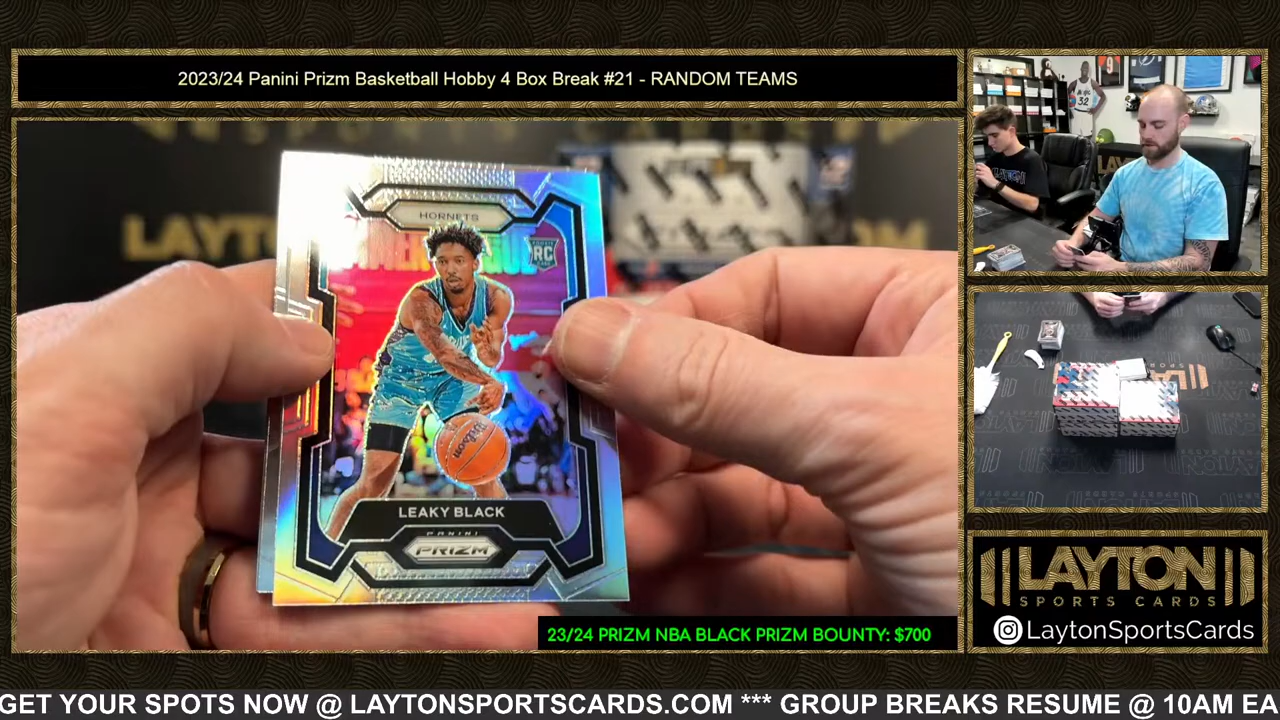 2023/24 Panini Prizm Basketball Hobby 4 Box Break #21 - RANDOM TEAMS
HORNETS
RC
LEAKY BLACK
PANINI
PRIZM
23/24 PRIZM NBA BLACK PRIZM BOUNTY: $700
LAYTON
SPORTS CARDS
LaytonSportsCards
GET YOUR SPOTS NOW @ LAYTONSPORTSCARDS.COM *** GROUP BREAKS RESUME @ 10AM EA